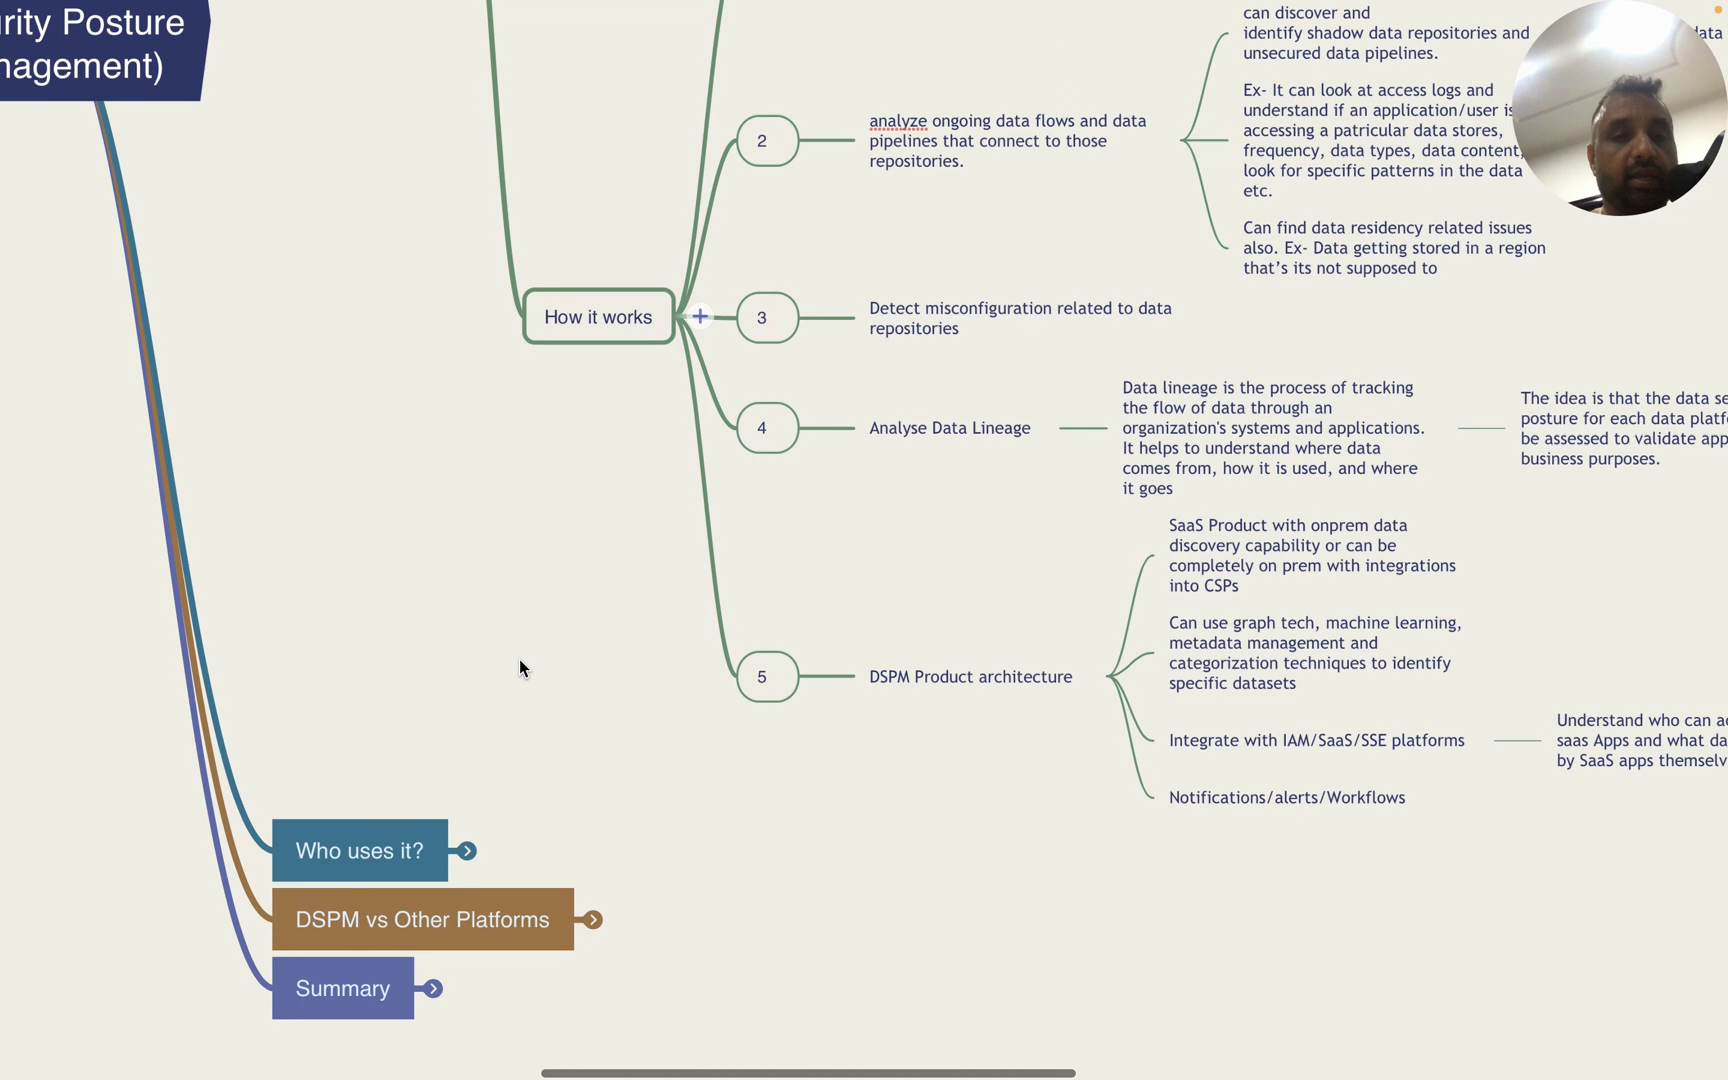 rity Posture
nagement)
can discover and
identify shadow data repositories and
unsecured data pipelines.
data
Ex- It can look at access logs and
understand if an application/user is
accessing a patricular data stores,
frequency, data types, data content,
look for specific patterns in the data
etc.
2
analyze ongoing data flows and data
pipelines that connect to those
repositories.
Can find data residency related issues
also. Ex- Data getting stored in a region
that's its not supposed to
How it works
3
Detect misconfiguration related to data
repositories
4
Analyse Data Lineage
Data lineage is the process of tracking
the flow of data through an
organization's systems and applications.
It helps to understand where data
comes from, how it is used, and where
it goes
The idea is that the data se
posture for each data platf
be assessed to validate app
business purposes.
5
DSPM Product architecture
SaaS Product with onprem data
discovery capability or can be
completely on prem with integrations
into CSPs
Can use graph tech, machine learning,
metadata management and
categorization techniques to identify
specific datasets
Integrate with IAM/SaaS/SSE platforms
Understand who can ac
saas Apps and what da
by SaaS apps themselv
Notifications/alerts/Workflows
Who uses it?
DSPM vs Other Platforms
Summary